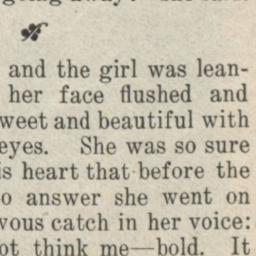 and the girl was lean-
her face flushed and
weet and beautiful with
eyes. She was so sure
is heart that before the
o answer she went on
vous catch in her voice:
ot think me—bold. It